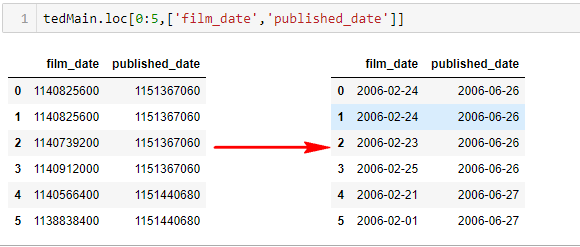 1 tedMain.loc[0:5,['film_date','published_date']]
film_date published_date
0 1140825600 1151367060
1 1140825600 1151367060
2 1140739200 1151367060
3 1140912000 1151367060
4 1140566400 1151440680
5 1138838400 1151440680
film_date published_date
0 2006-02-24 2006-06-26
1 2006-02-24 2006-06-26
2 2006-02-23 2006-06-26
3 2006-02-25 2006-06-26
4 2006-02-21 2006-06-27
5 2006-02-01 2006-06-27